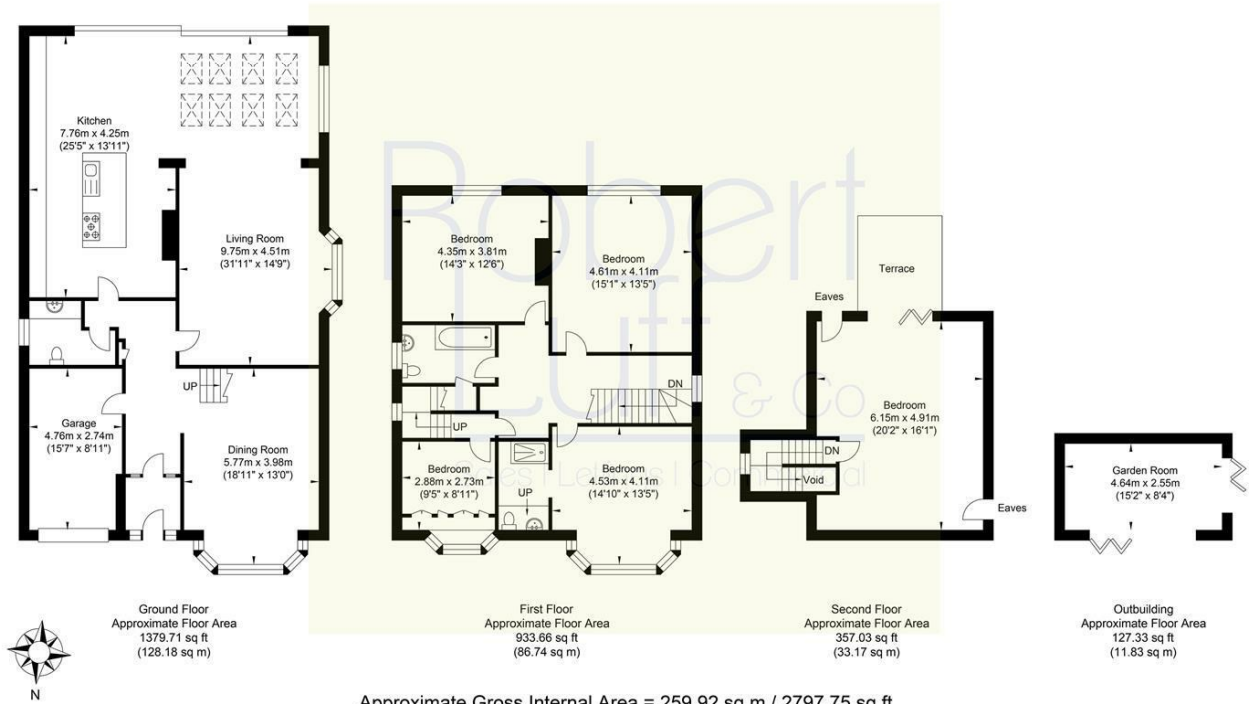 Kitchen
7.76m x 4.25m
(25'5" x 13'11")
Living Room
9.75m x 4.51m
(31'11" x 14'9")
UP
Garage
4.76m x 2.74m
(15'7" x 8'11")
Dining Room
5.77m x 3.98m
(18'11" x 13'0")
Ground Floor
Approximate Floor Area
1379.71 sq ft
(128.18 sq m)
N
Robert
Luff
& Co
Sales | Lettings | Commercial
Bedroom
4.35m x 3.81m
(14'3" x 12'6")
Bedroom
4.61m x 4.11m
(15'1" x 13'5")
DN
UP
Bedroom
2.88m x 2.73m
(9'5" x 8'11")
UP
Bedroom
4.53m x 4.11m
(14'10" x 13'5")
First Floor
Approximate Floor Area
933.66 sq ft
(86.74 sq m)
Terrace
Eaves
Bedroom
6.15m x 4.91m
(20'2" x 16'1")
DN
Void
Eaves
Second Floor
Approximate Floor Area
357.03 sq ft
(33.17 sq m)
Garden Room
4.64m x 2.55m
(15'2" x 8'4")
Outbuilding
Approximate Floor Area
127.33 sq ft
(11.83 sq m)
Approximate Gross Internal Area = 259.92 sq m / 2797.75 sq ft